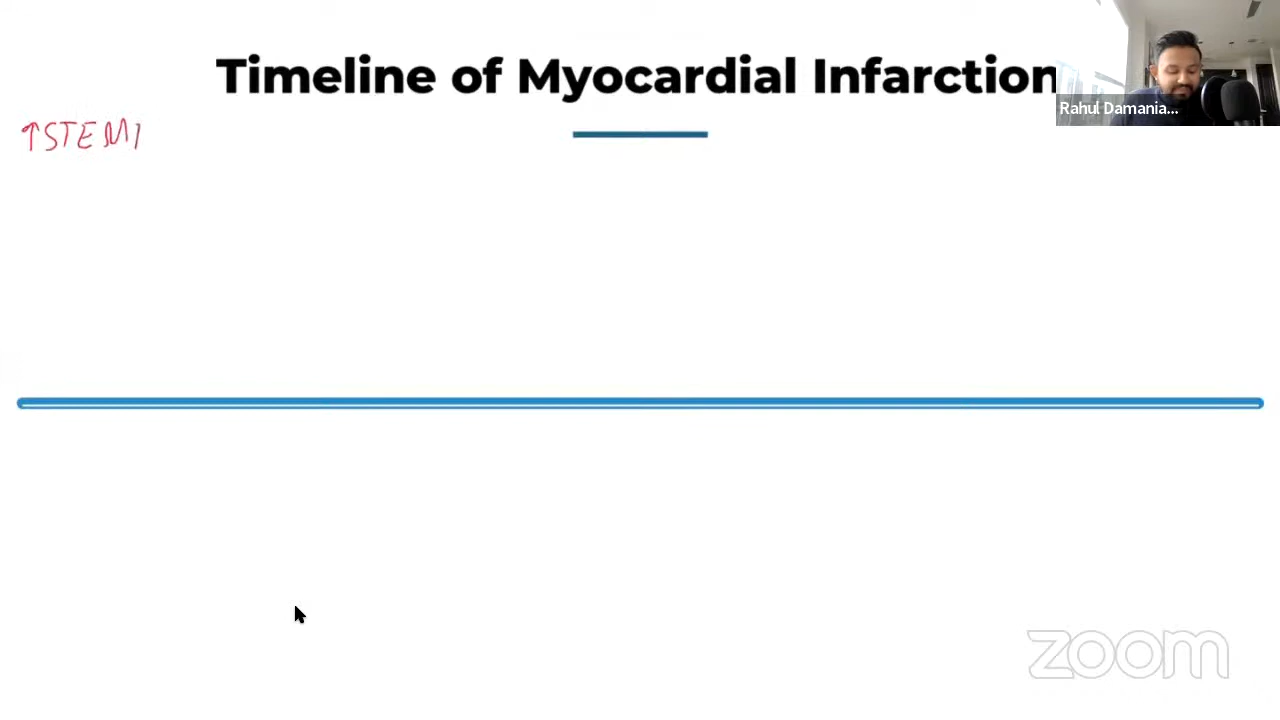 Timeline of Myocardial Infarction
Rahul Damania...
↑STEMI
zoom